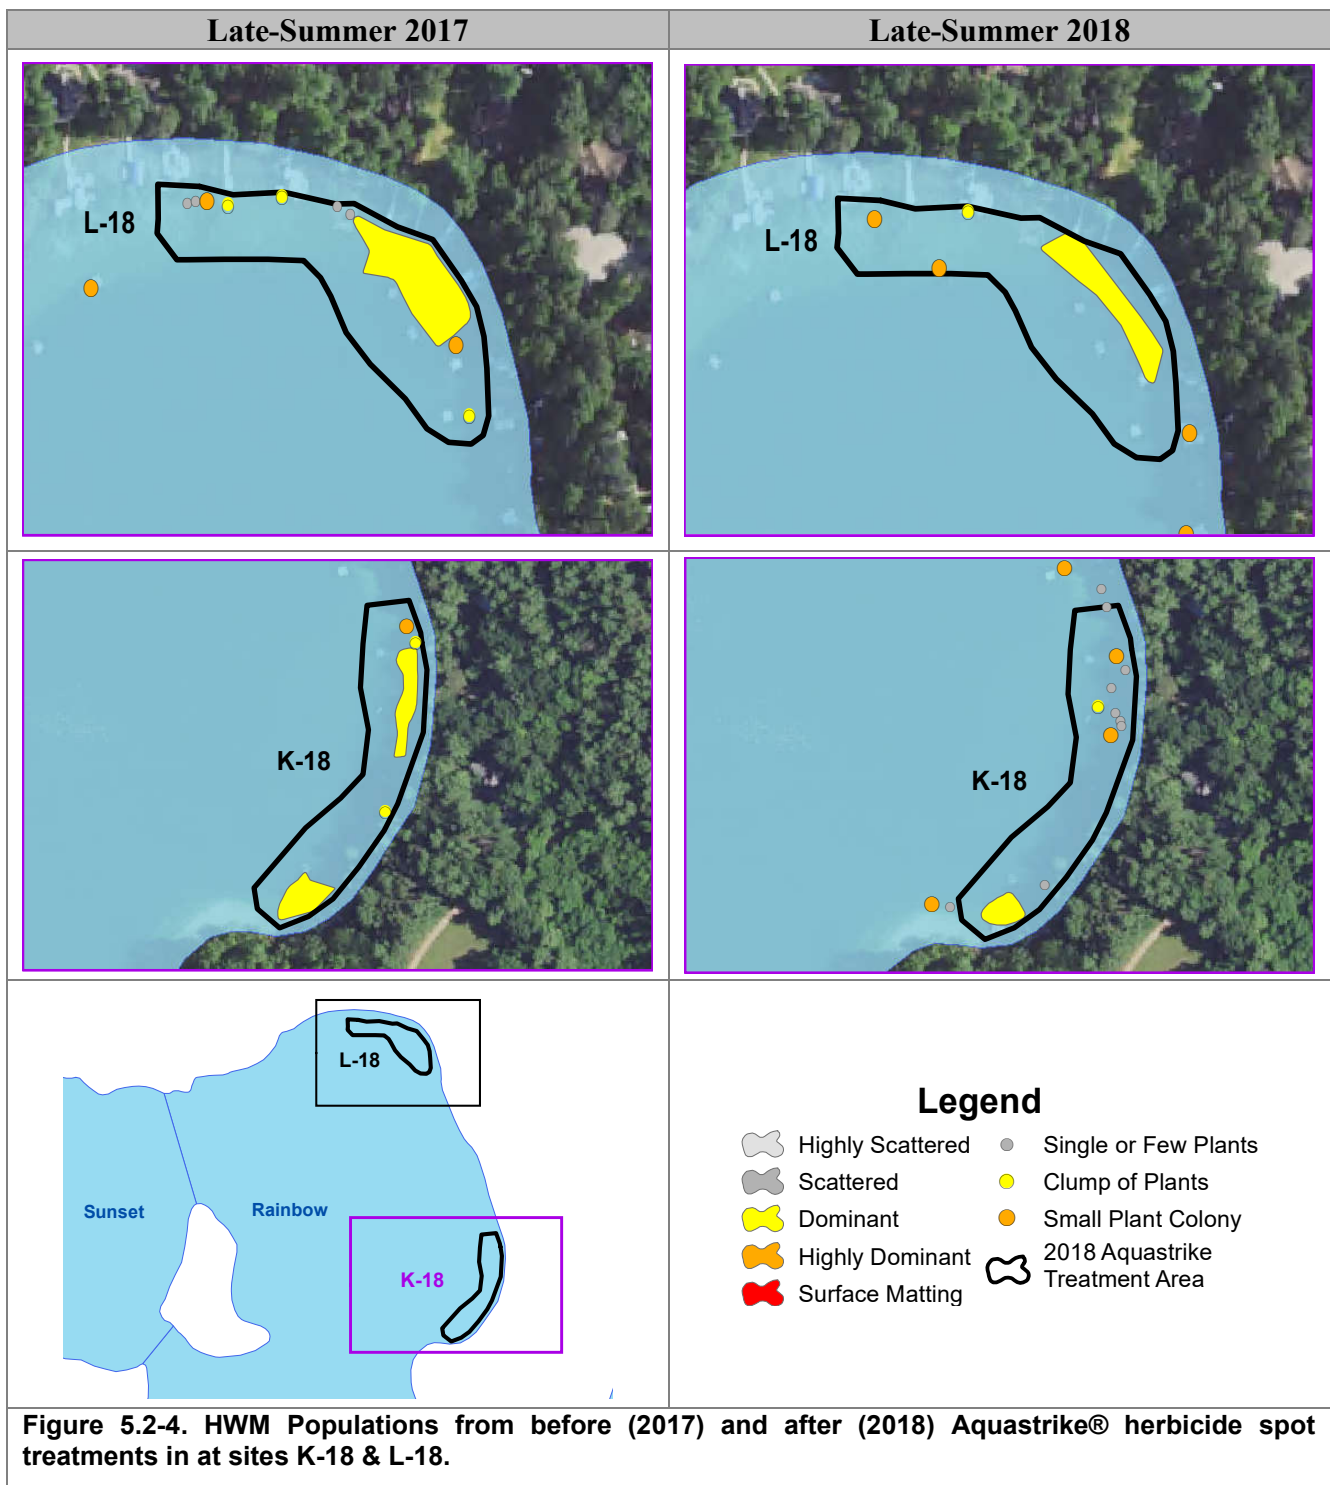 Late-Summer 2017
Late-Summer 2018
L-18
L-18
K-18
K-18
L-18
Sunset
Rainbow
K-18
Legend
Highly Scattered
Scattered
Dominant
Highly Dominant
Surface Matting
Single or Few Plants
Clump of Plants
Small Plant Colony
2018 Aquastrike
Treatment Area
Figure 5.2-4. HWM Populations from before (2017) and after (2018) Aquastrike® herbicide spot
treatments in at sites K-18 & L-18.